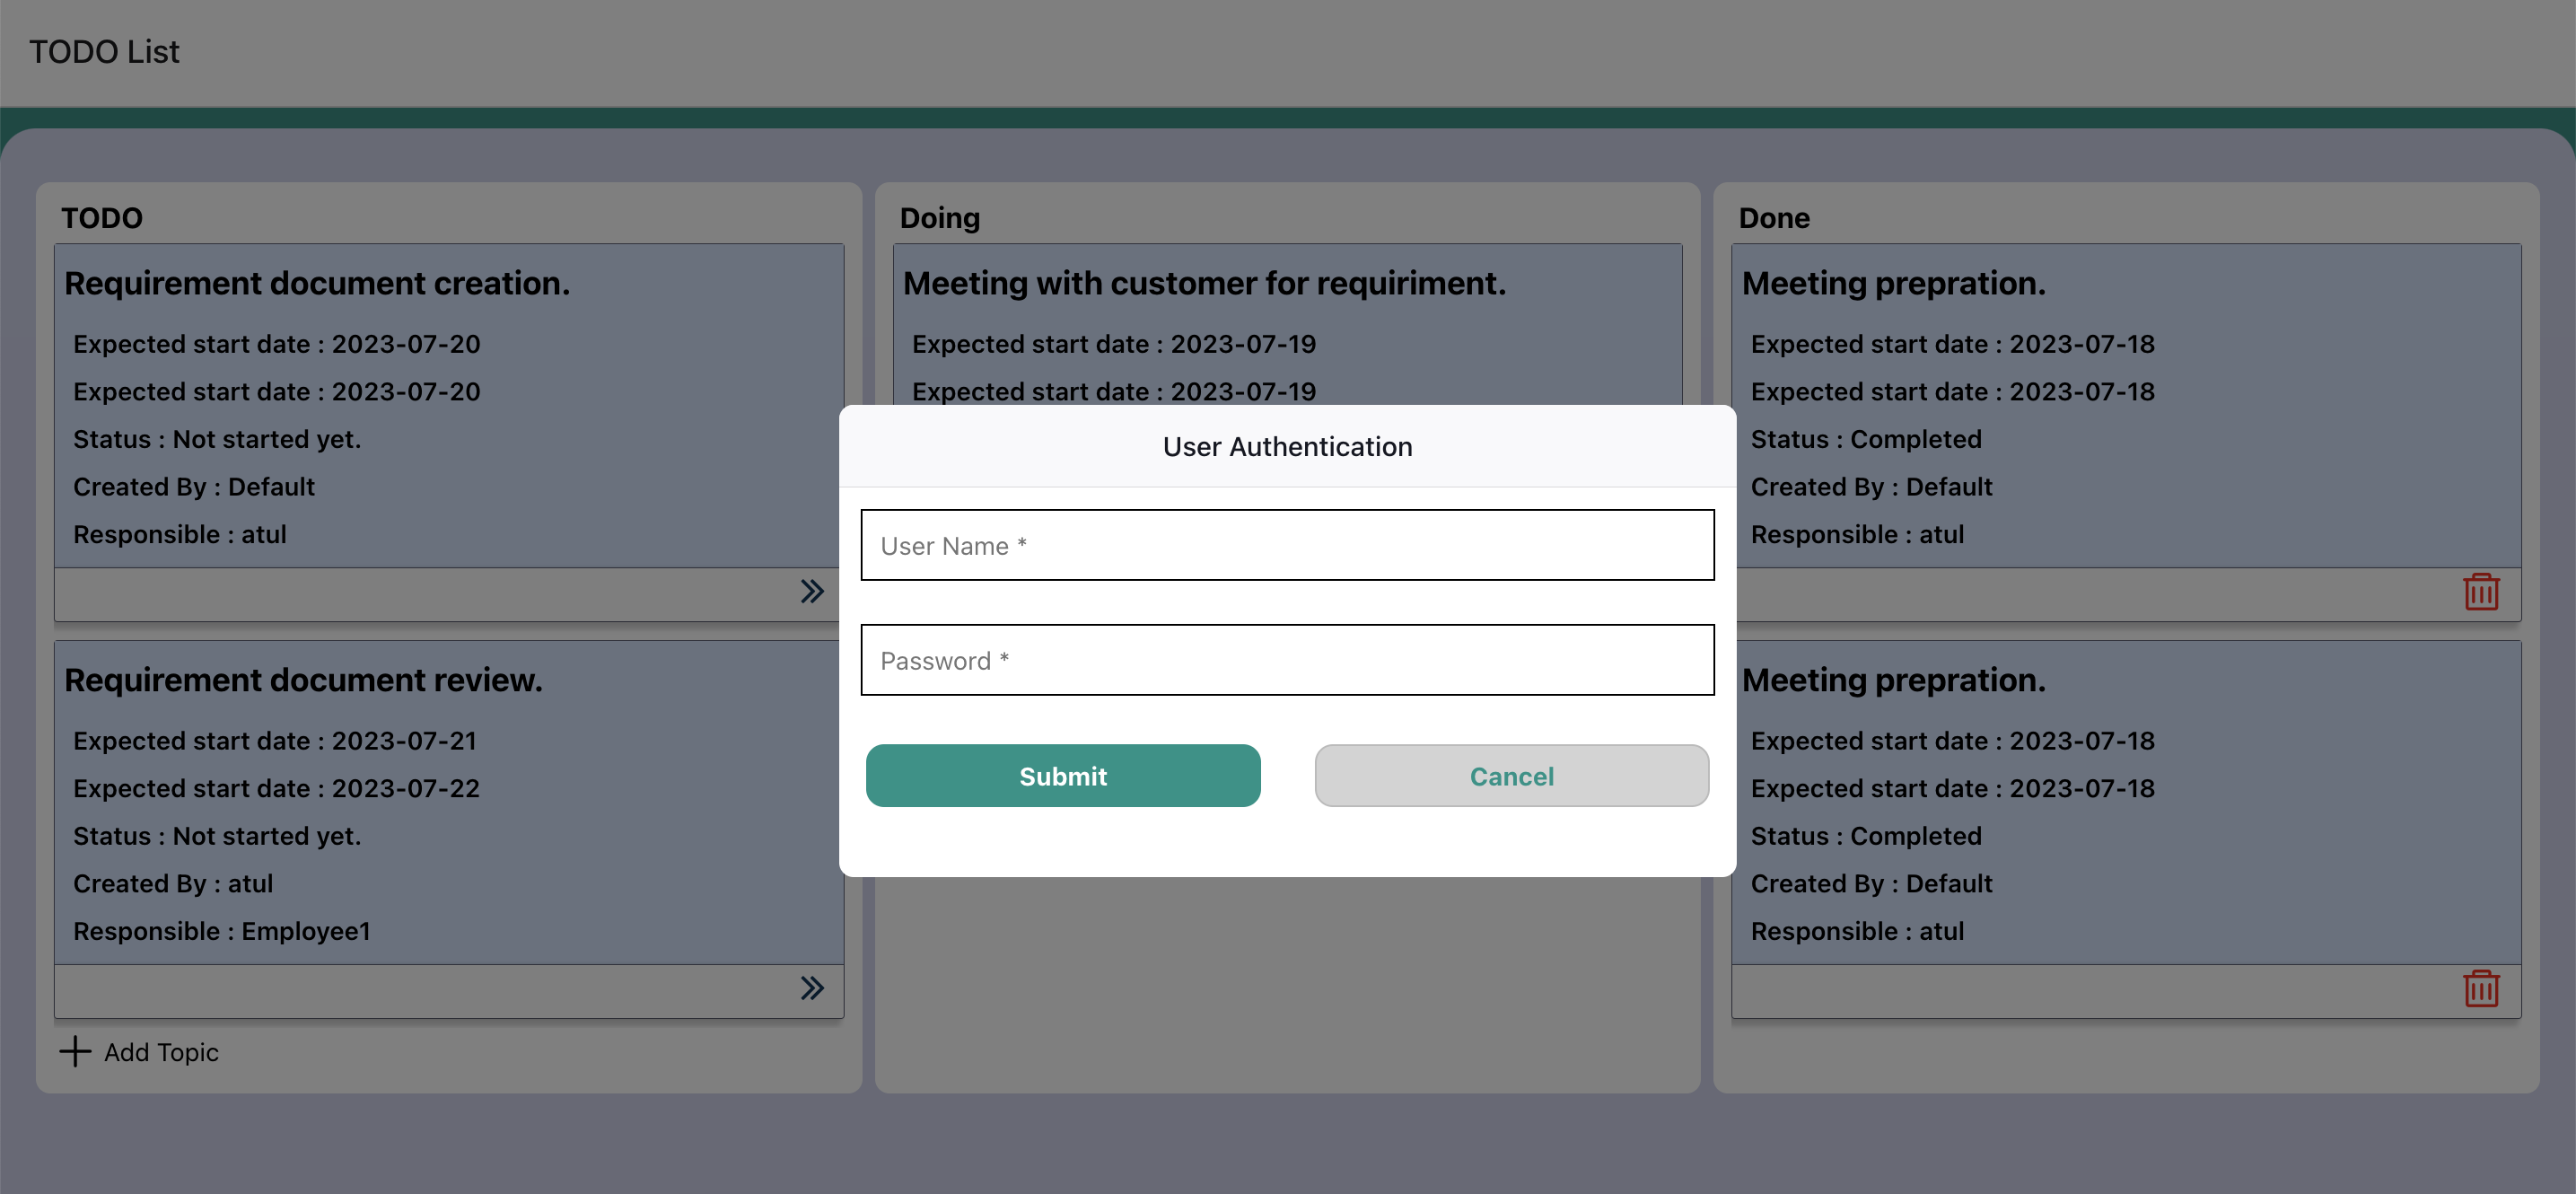 TODO List
TODO
Requirement document creation.
Expected start date : 2023-07-20
Expected start date : 2023-07-20
Status : Not started yet.
Created By : Default
Responsible : atul
Requirement document review.
Expected start date : 2023-07-21
Expected start date : 2023-07-22
Status : Not started yet.
Created By : atul
Responsible : Employee1
Add Topic
Doing
Meeting with customer for requiriment.
Expected start date : 2023-07-19
Expected start date : 2023-07-19
User Authentication
User Name *
Password *
Submit
Cancel
Done
Meeting prepration.
Expected start date : 2023-07-18
Expected start date : 2023-07-18
Status : Completed
Created By : Default
Responsible : atul
Meeting prepration.
Expected start date : 2023-07-18
Expected start date : 2023-07-18
Status : Completed
Created By : Default
Responsible : atul